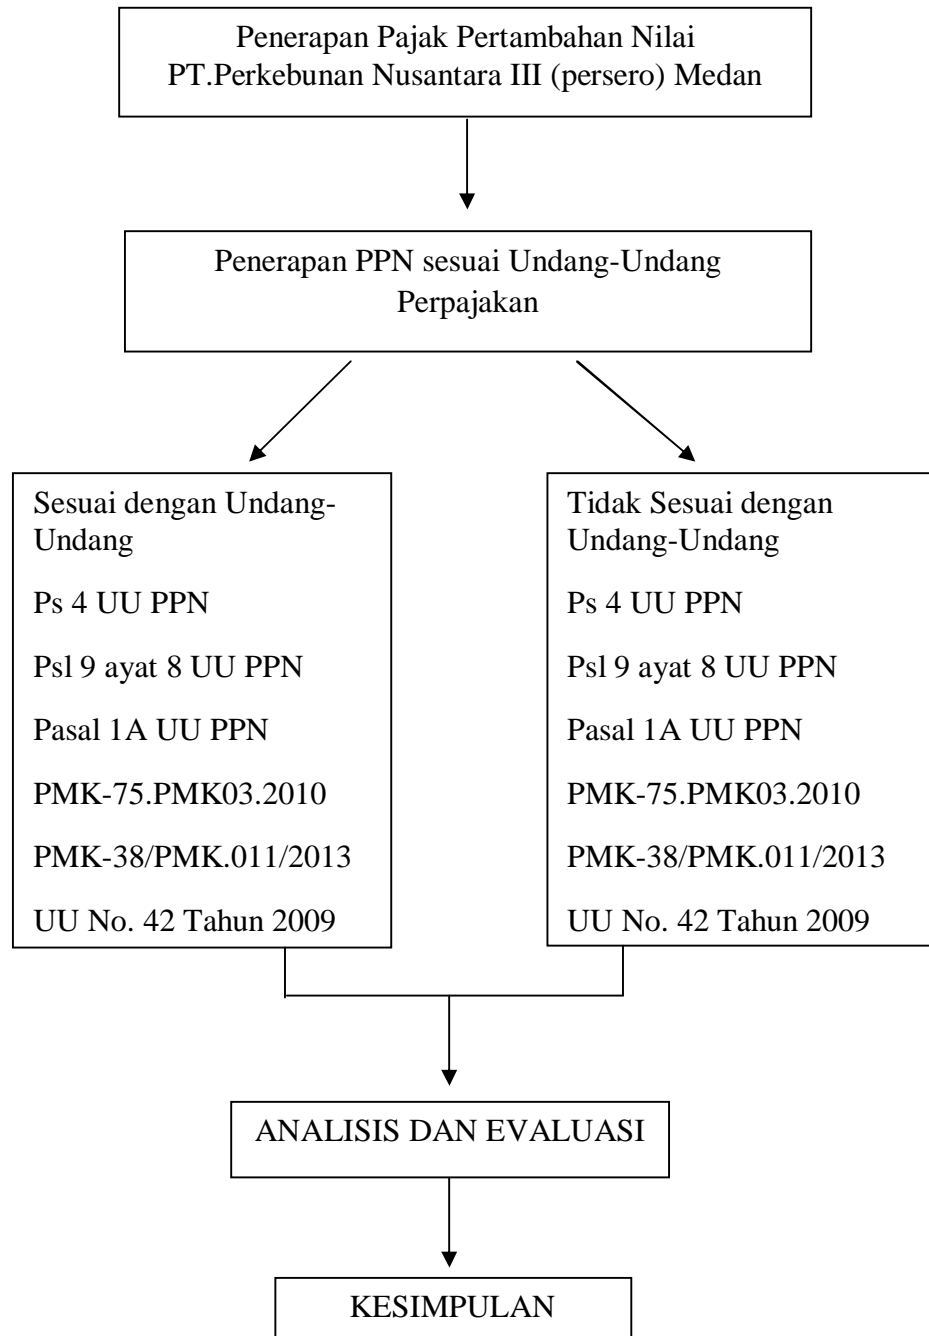 Penerapan Pajak Pertambahan Nilai
PT.Perkebunan Nusantara III (persero) Medan
Penerapan PPN sesuai Undang-Undang
Perpajakan
Sesuai dengan Undang-
Undang
Ps 4 UU PPN
Psl 9 ayat 8 UU PPN
Pasal 1A UU PPN
PMK-75.PMK03.2010
PMK-38/PMK.011/2013
UU No. 42 Tahun 2009
Tidak Sesuai dengan
Undang-Undang
Ps 4 UU PPN
Psl 9 ayat 8 UU PPN
Pasal 1A UU PPN
PMK-75.PMK03.2010
PMK-38/PMK.011/2013
UU No. 42 Tahun 2009
ANALISIS DAN EVALUASI
KESIMPULAN